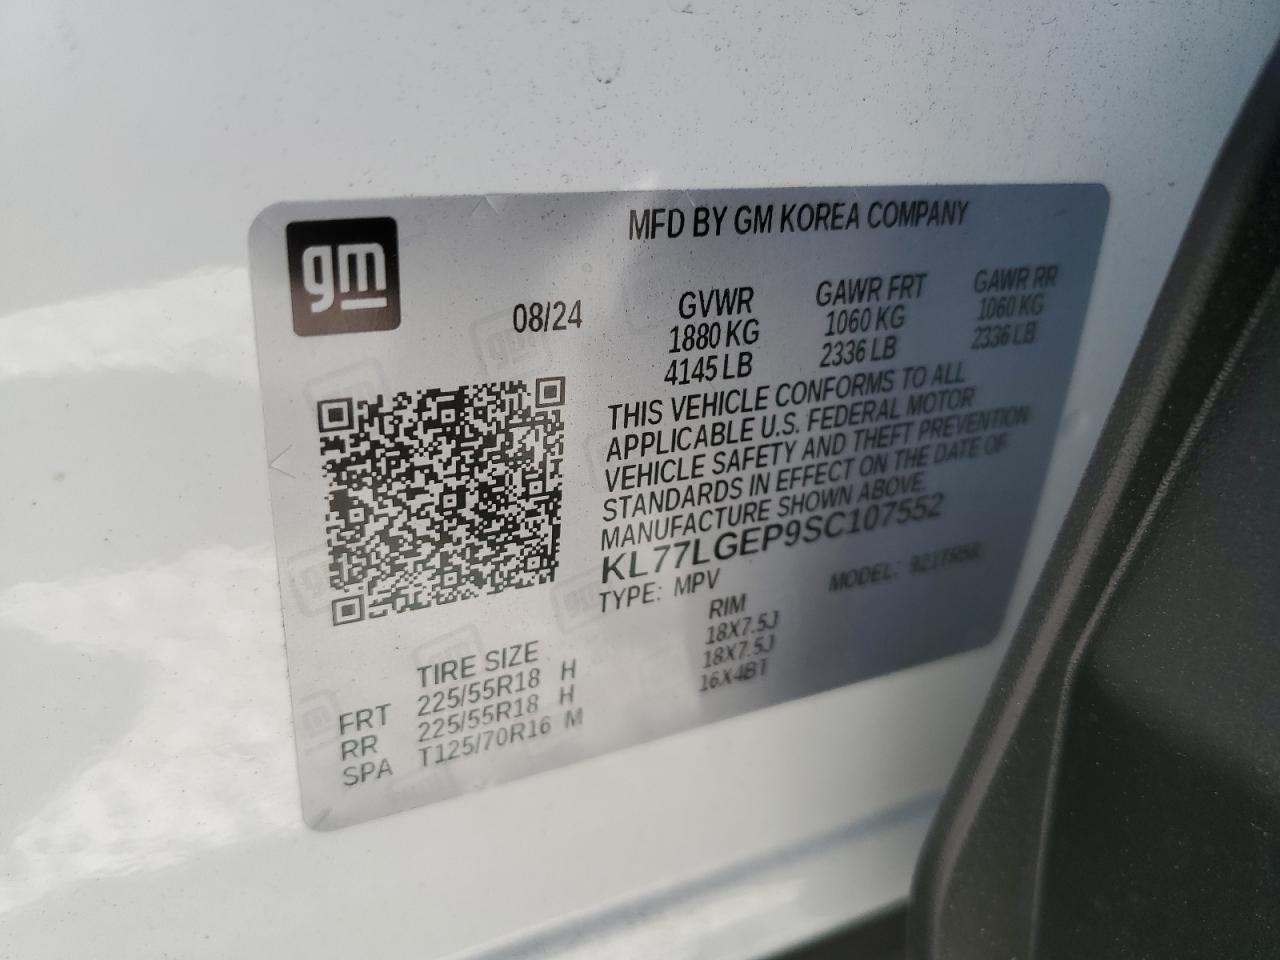 gm
MFD BY GM KOREA COMPANY
08/24
GVWR GAWR FRT GAWR RR
1880 KG 1060 KG 1060 KG
4145 LB 2336 LB 2336 LB
THIS VEHICLE CONFORMS TO ALL
APPLICABLE U.S. FEDERAL MOTOR
VEHICLE SAFETY AND THEFT PREVENTION
STANDARDS IN EFFECT ON THE DATE OF
MANUFACTURE SHOWN ABOVE.
KL77LGEP9SC107552
TYPE: MPV MODEL:
TIRE SIZE RIM
FRT 225/55R18 H 18X7.5J
RR 225/55R18 H 18X7.5J
SPA T125/70R16 M 16X4BT